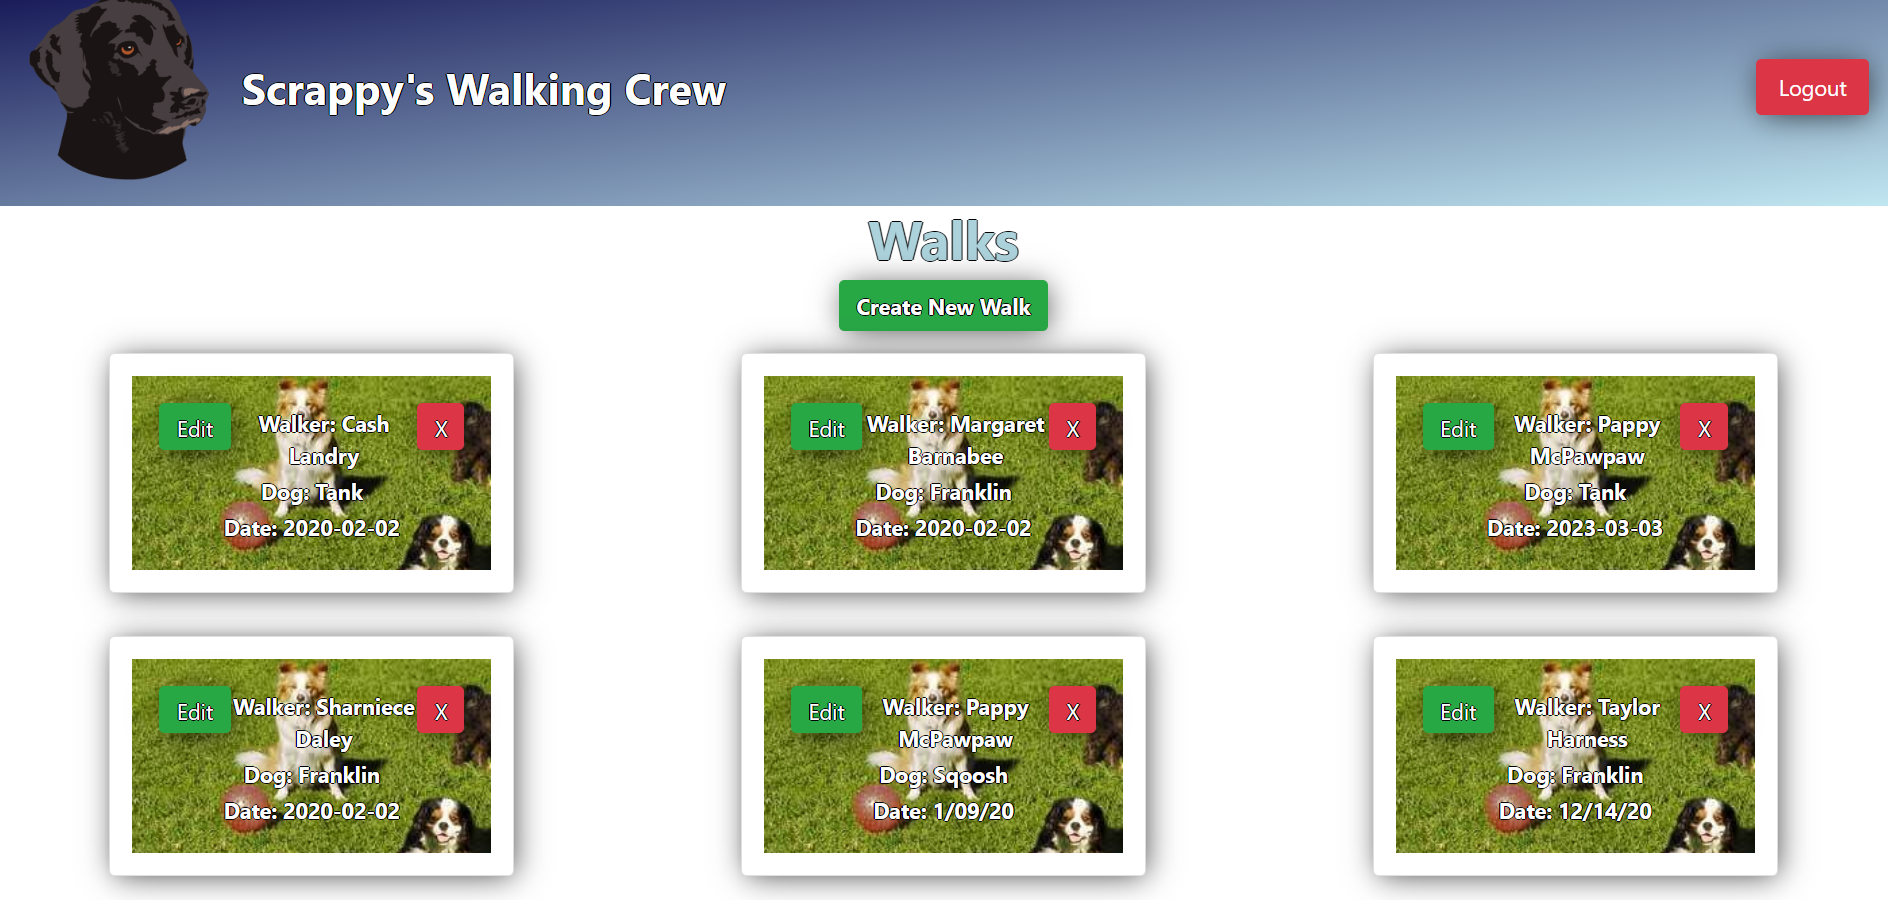 Scrappy's Walking Crew
Logout
Walks
Create New Walk
Edit
Walker: Cash
Landry
Dog: Tank
Date: 2020-02-02
X
Edit
Walker: Margaret
Barnabee
Dog: Franklin
Date: 2020-02-02
X
Edit
Walker: Pappy
McPawpaw
Dog: Tank
Date: 2023-03-03
X
Edit
Walker: Sharniece
Daley
Dog: Franklin
Date: 2020-02-02
X
Edit
Walker: Pappy
McPawpaw
Dog: Sqoosh
Date: 1/09/20
X
Edit
Walker: Taylor
Harness
Dog: Franklin
Date: 12/14/20
X